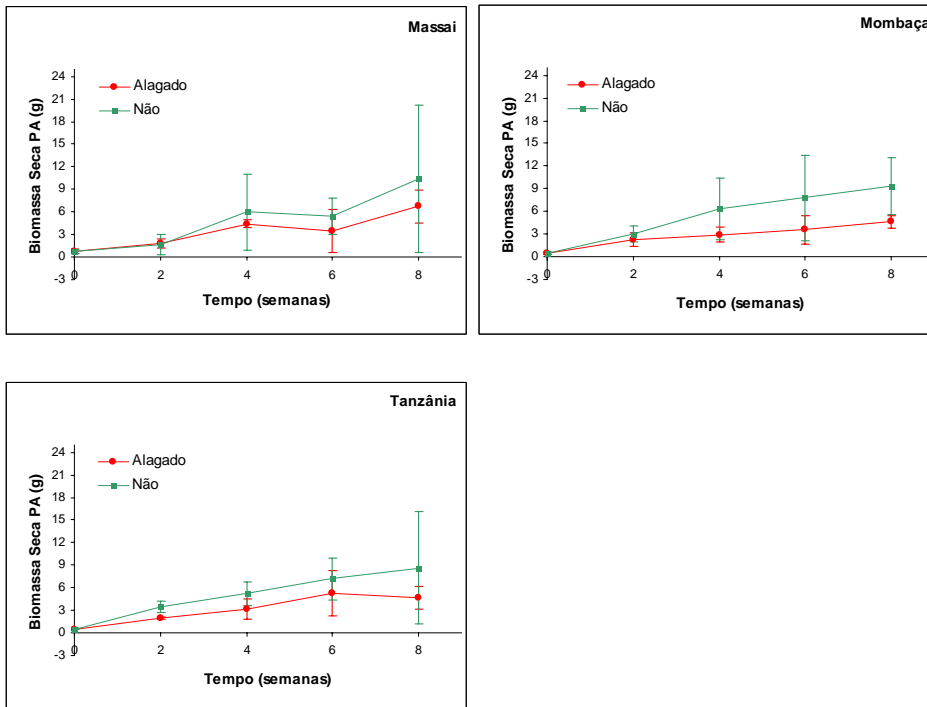 Massai
Biomassa Seca PA (g)
24
21
18
15
12
9
6
3
0
-3
Alagado
Não
0 2 4 6 8
Tempo (semanas)
Mombaça
Biomassa Seca PA (g)
24
21
18
15
12
9
6
3
0
-3
Alagado
Não
0 2 4 6 8
Tempo (semanas)
Tanzânia
Biomassa Seca PA (g)
24
21
18
15
12
9
6
3
0
-3
Alagado
Não
0 2 4 6 8
Tempo (semanas)